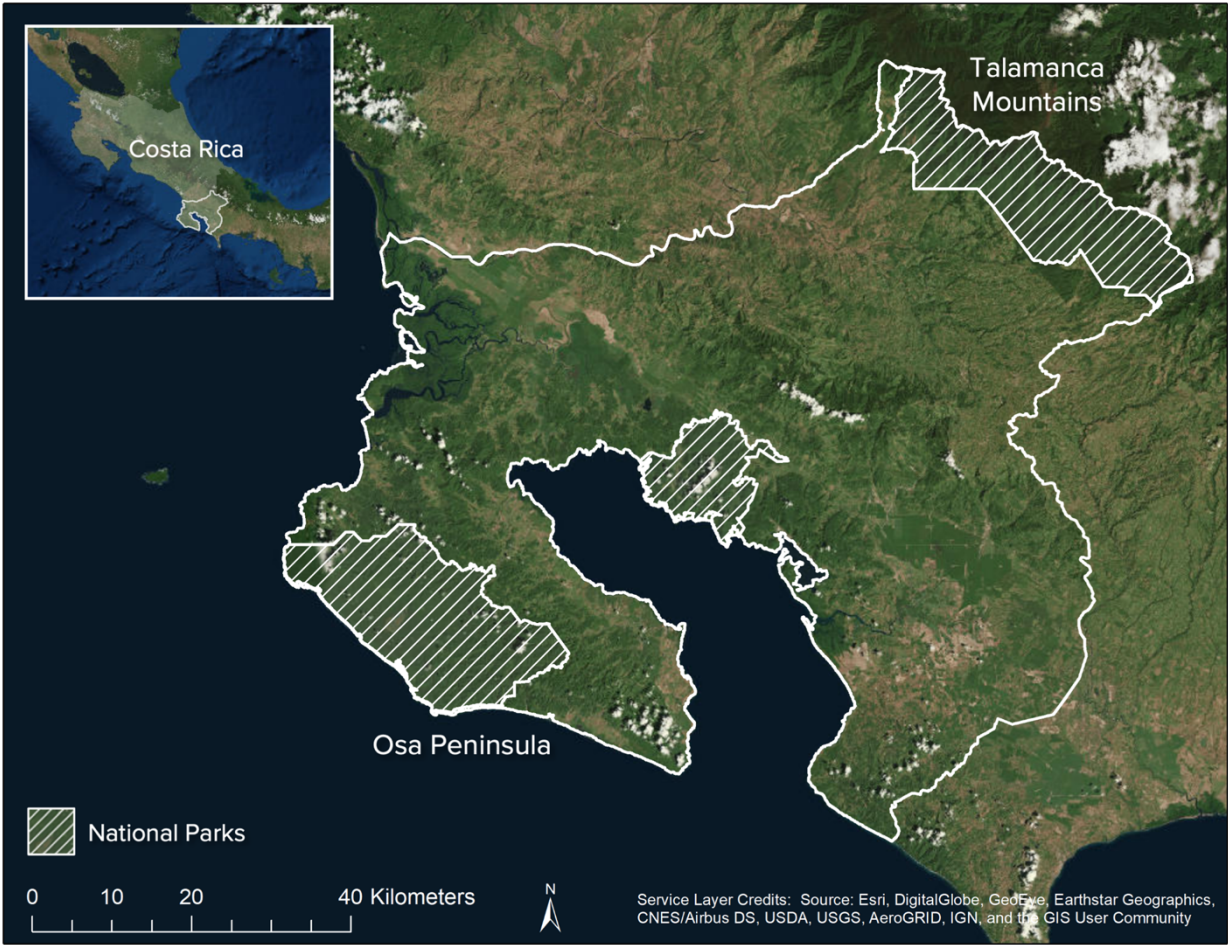 Costa Rica
Talamanca
Mountains
Osa Peninsula
National Parks
0 10 20 40 Kilometers
N
Service Layer Credits: Source: Esri, DigitalGlobe, GeoEye, Earthstar Geographics,
CNES/Airbus DS, USDA, USGS, AeroGRID, IGN, and the GIS User Community